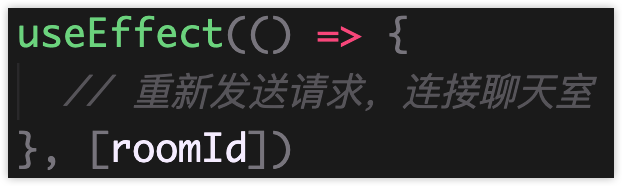 useEffect(() => {
// 重新发送请求，连接聊天室
}, [roomId])